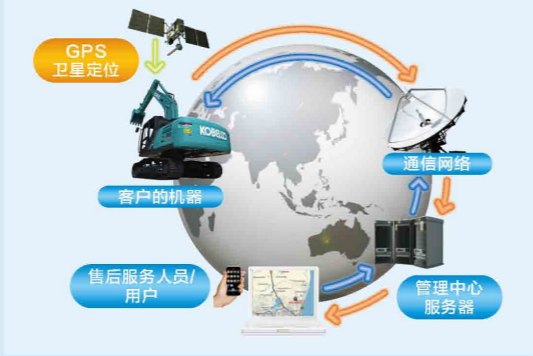 GPS
卫星定位
KOBELCO
通信网络
客户的机器
售后服务人员/
用户
管理中心
服务器